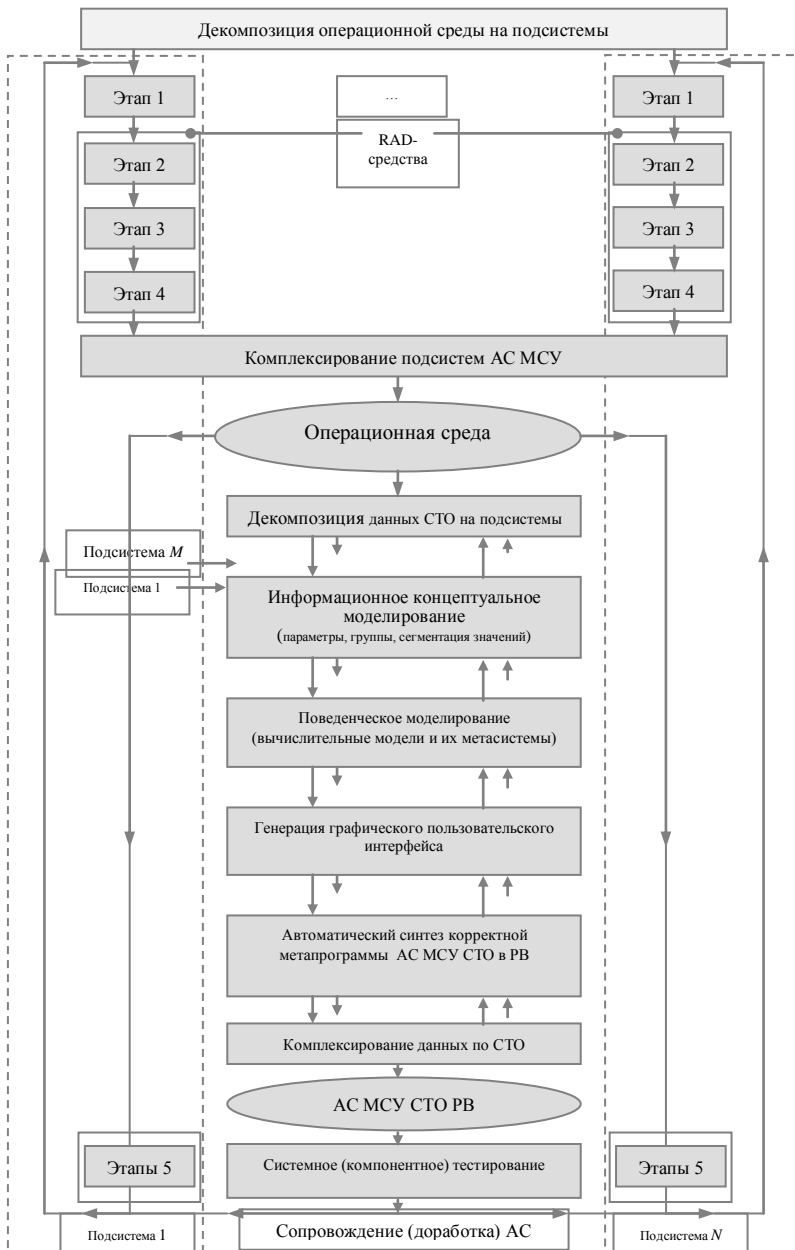 Декомпозиция операционной среды на подсистемы
Этап 1
...
Этап 1
RAD-
средства
Этап 2
Этап 2
Этап 3
Этап 3
Этап 4
Этап 4
Комплексирование подсистем АС МСУ
Операционная среда
Декомпозиция данных СТО на подсистемы
Подсистема M
Подсистема 1
Информационное концептуальное
моделирование
(параметры, группы, сегментация значений)
Поведенческое моделирование
(вычислительные модели и их метасистемы)
Генерация графического пользовательского
интерфейса
Автоматический синтез корректной
метапрограммы АС МСУ СТО в РВ
Комплексирование данных по СТО
АС МСУ СТО РВ
Этапы 5
Системное (компонентное) тестирование
Этапы 5
Подсистема 1
Сопровождение (доработка) АС
Подсистема N